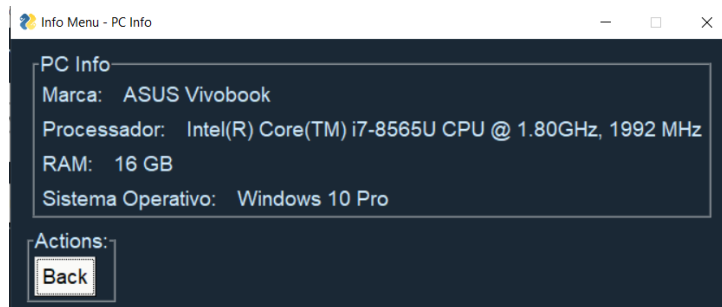 Info Menu - PC Info
PC Info
Marca: ASUS Vivobook
Processador: Intel(R) Core(TM) i7-8565U CPU @ 1.80GHz, 1992 MHz
RAM: 16 GB
Sistema Operativo: Windows 10 Pro
Actions:
Back